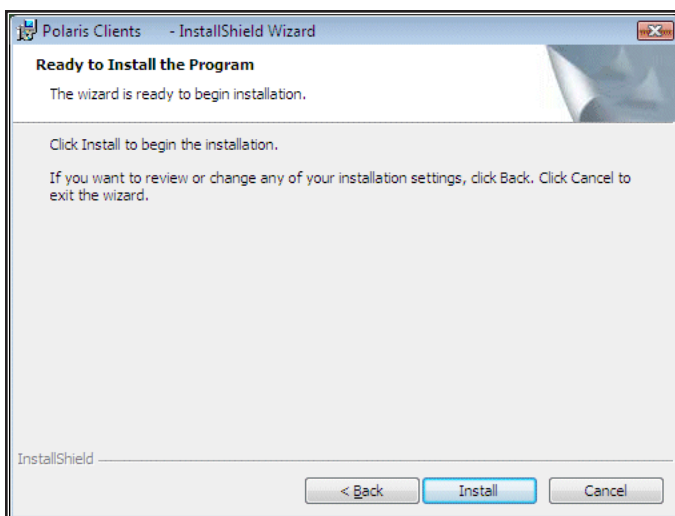 Polaris Clients - InstallShield Wizard
Ready to Install the Program
The wizard is ready to begin installation.
Click Install to begin the installation.
If you want to review or change any of your installation settings, click Back. Click Cancel to
exit the wizard.
InstallShield
< Back Install Cancel